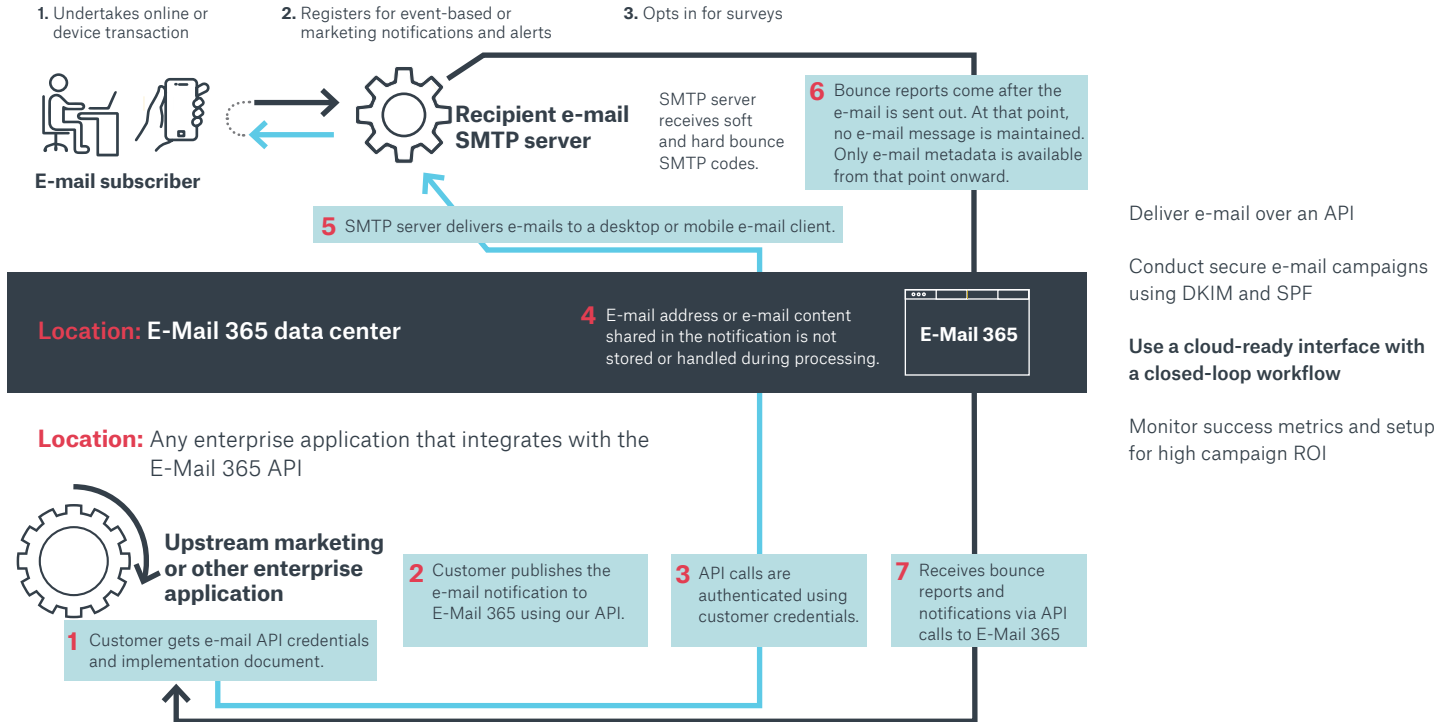 1. Undertakes online or
device transaction
2. Registers for event-based or
marketing notifications and alerts
3. Opts in for surveys
E-mail subscriber
Recipient e-mail
SMTP server
SMTP server
receives soft
and hard bounce
SMTP codes.
6 Bounce reports come after the
e-mail is sent out. At that point,
no e-mail message is maintained.
Only e-mail metadata is available
from that point onward.
5 SMTP server delivers e-mails to a desktop or mobile e-mail client.
Location: E-Mail 365 data center
4 E-mail address or e-mail content
shared in the notification is not
stored or handled during processing.
E-Mail 365
Location: Any enterprise application that integrates with the
E-Mail 365 API
Upstream marketing
or other enterprise
application
1 Customer gets e-mail API credentials
and implementation document.
2 Customer publishes the
e-mail notification to
E-Mail 365 using our API.
3 API calls are
authenticated using
customer credentials.
7 Receives bounce
reports and
notifications via API
calls to E-Mail 365
Deliver e-mail over an API
Conduct secure e-mail campaigns
using DKIM and SPF
Use a cloud-ready interface with
a closed-loop workflow
Monitor success metrics and setup
for high campaign ROI